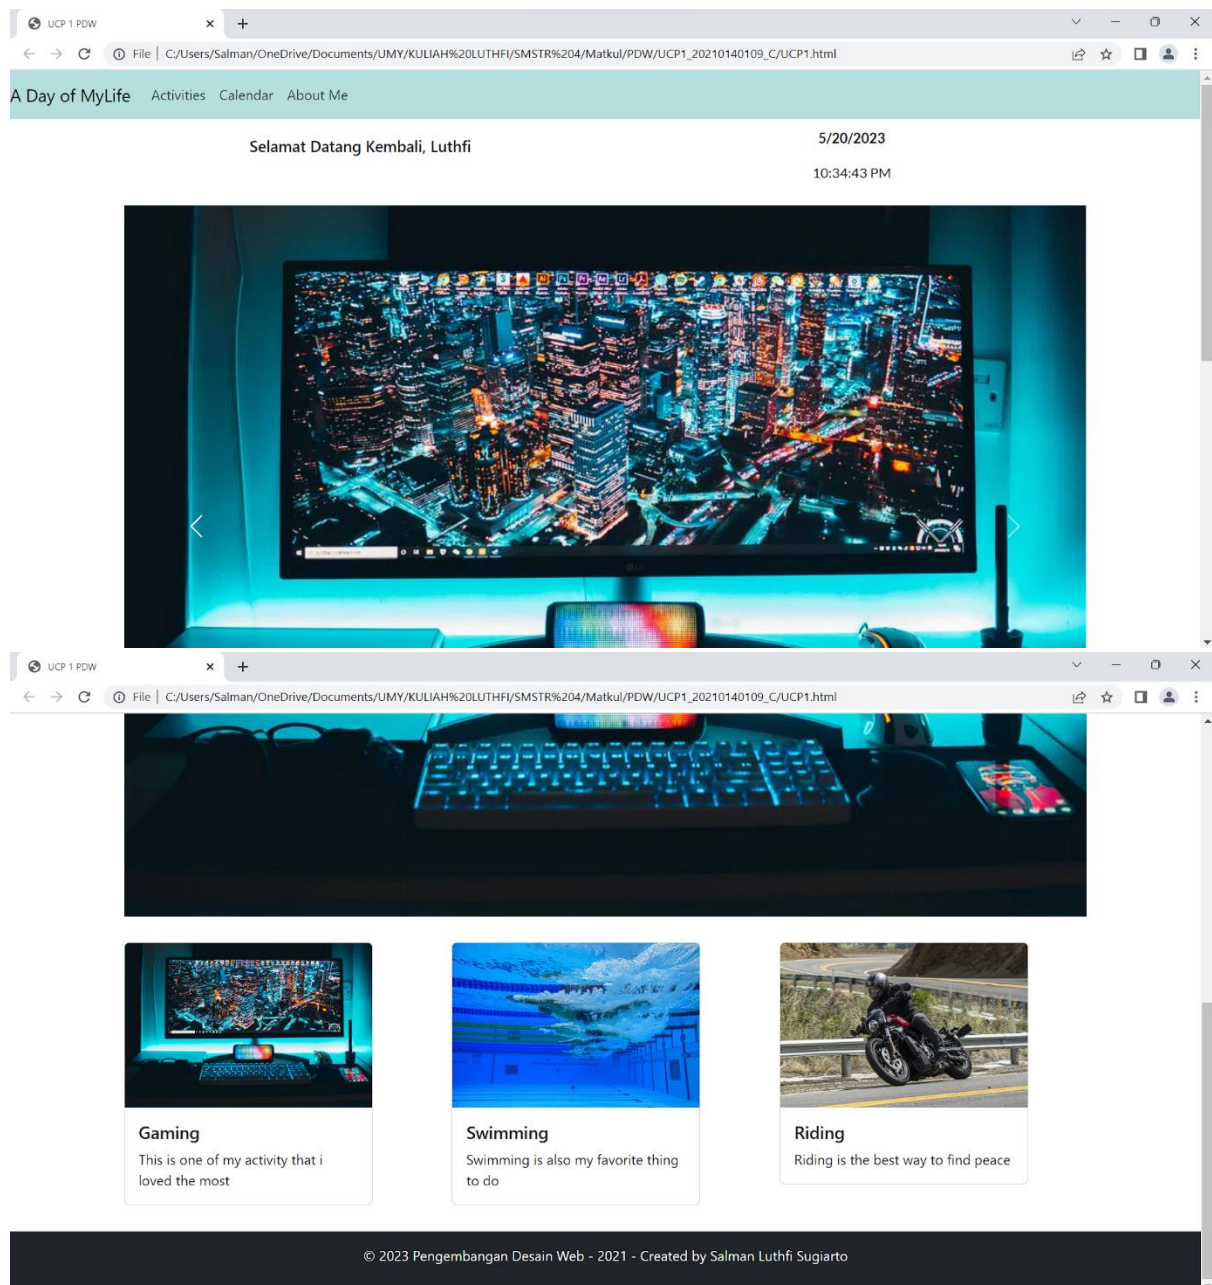 UCP 1 PDW
File | C:/Users/Salman/OneDrive/Documents/UMY/KULIAH%20LUTHFI/SMSTR%204/Matkul/PDW/UCP1_20210140109_C/UCP1.html
A Day of MyLife Activities Calendar About Me
Selamat Datang Kembali, Luthfi
5/20/2023
10:34:43 PM
UCP 1 PDW
File | C:/Users/Salman/OneDrive/Documents/UMY/KULIAH%20LUTHFI/SMSTR%204/Matkul/PDW/UCP1_20210140109_C/UCP1.html
Gaming
This is one of my activity that i
loved the most
Swimming
Swimming is also my favorite thing
to do
Riding
Riding is the best way to find peace
© 2023 Pengembangan Desain Web - 2021 - Created by Salman Luthfi Sugiarto